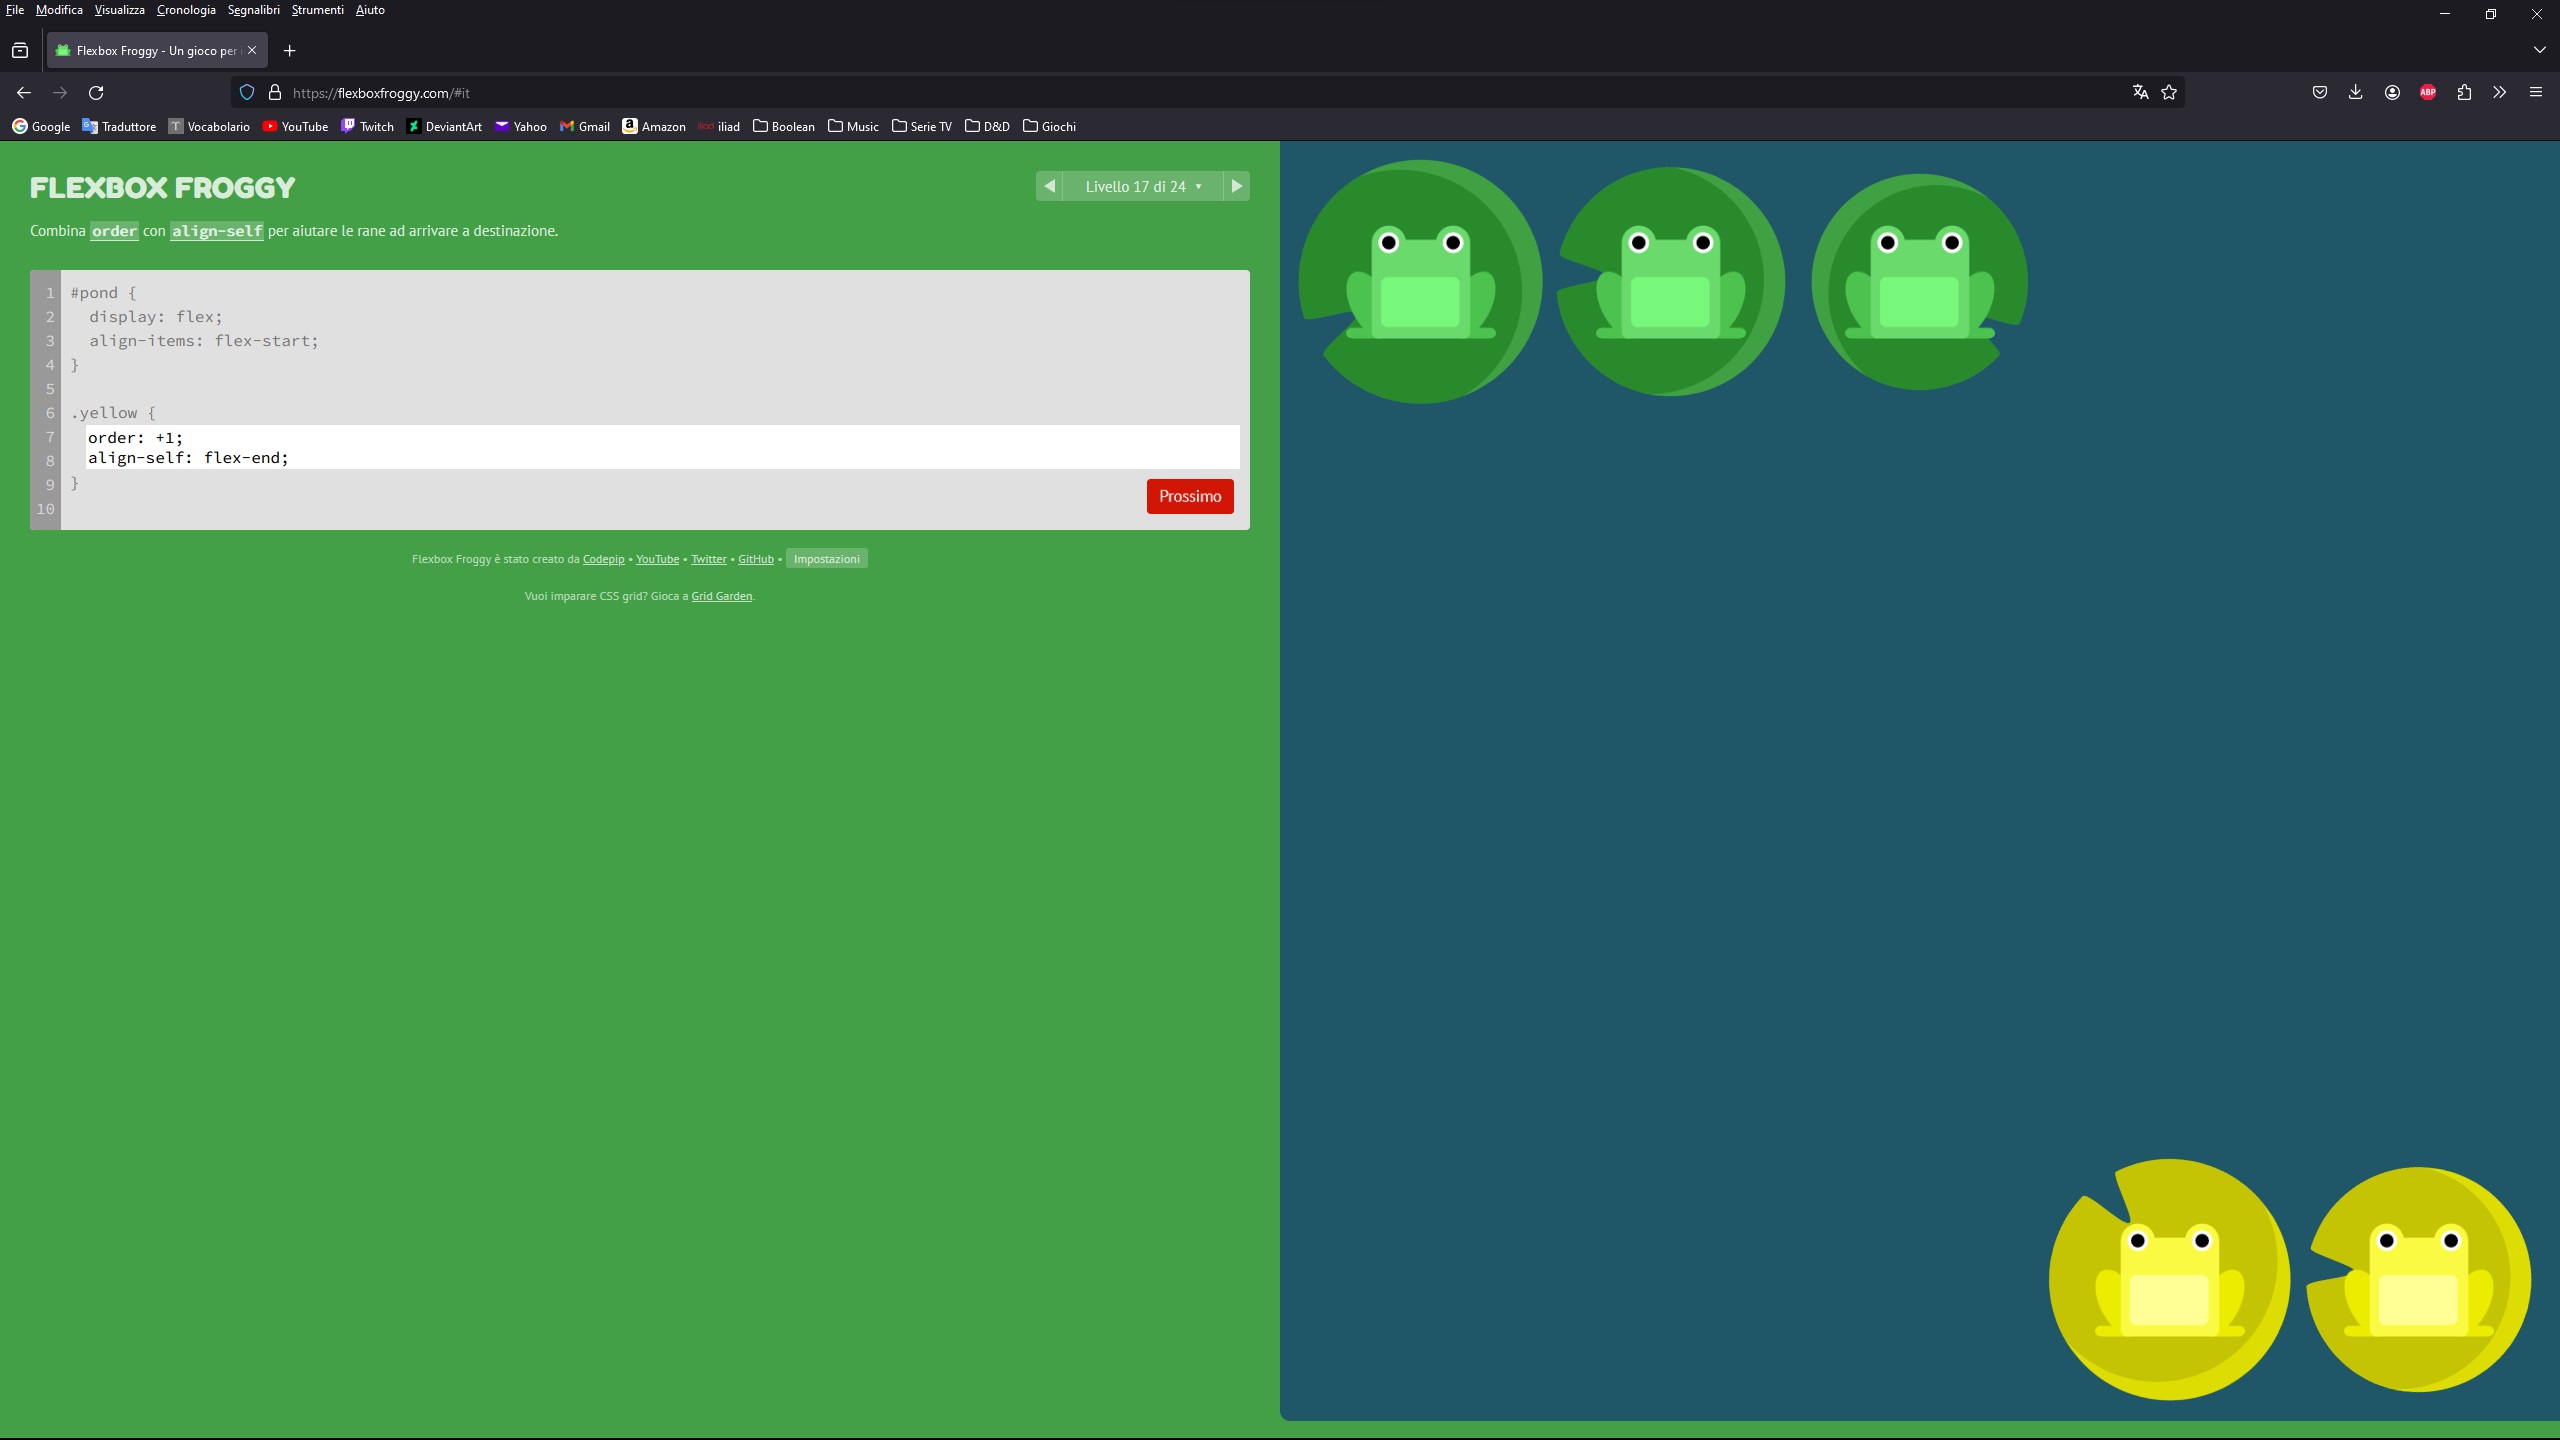 File Modifica Visualizza Cronologia Segnalibri Strumenti Aiuto
Flexbox Froggy - Un gioco per i
https://flexboxfroggy.com/#it
ABP
Google Traduttore T Vocabolario YouTube Twitch DeviantArt Yahoo Gmail Amazon iliad iliad Boolean Music Serie TV D&D Giochi
FLEXBOX FROGGY
Livello 17 di 24 ▾
Combina order con align-self per aiutare le rane ad arrivare a destinazione.
1 #pond {
2 display: flex;
3 align-items: flex-start;
4 }
5
6 .yellow {
7 order: +1;
8 align-self: flex-end;
9 }
10
Prossimo
Flexbox Froggy è stato creato da Codepip • YouTube • Twitter • GitHub • Impostazioni
Vuoi imparare CSS grid? Gioca a Grid Garden.